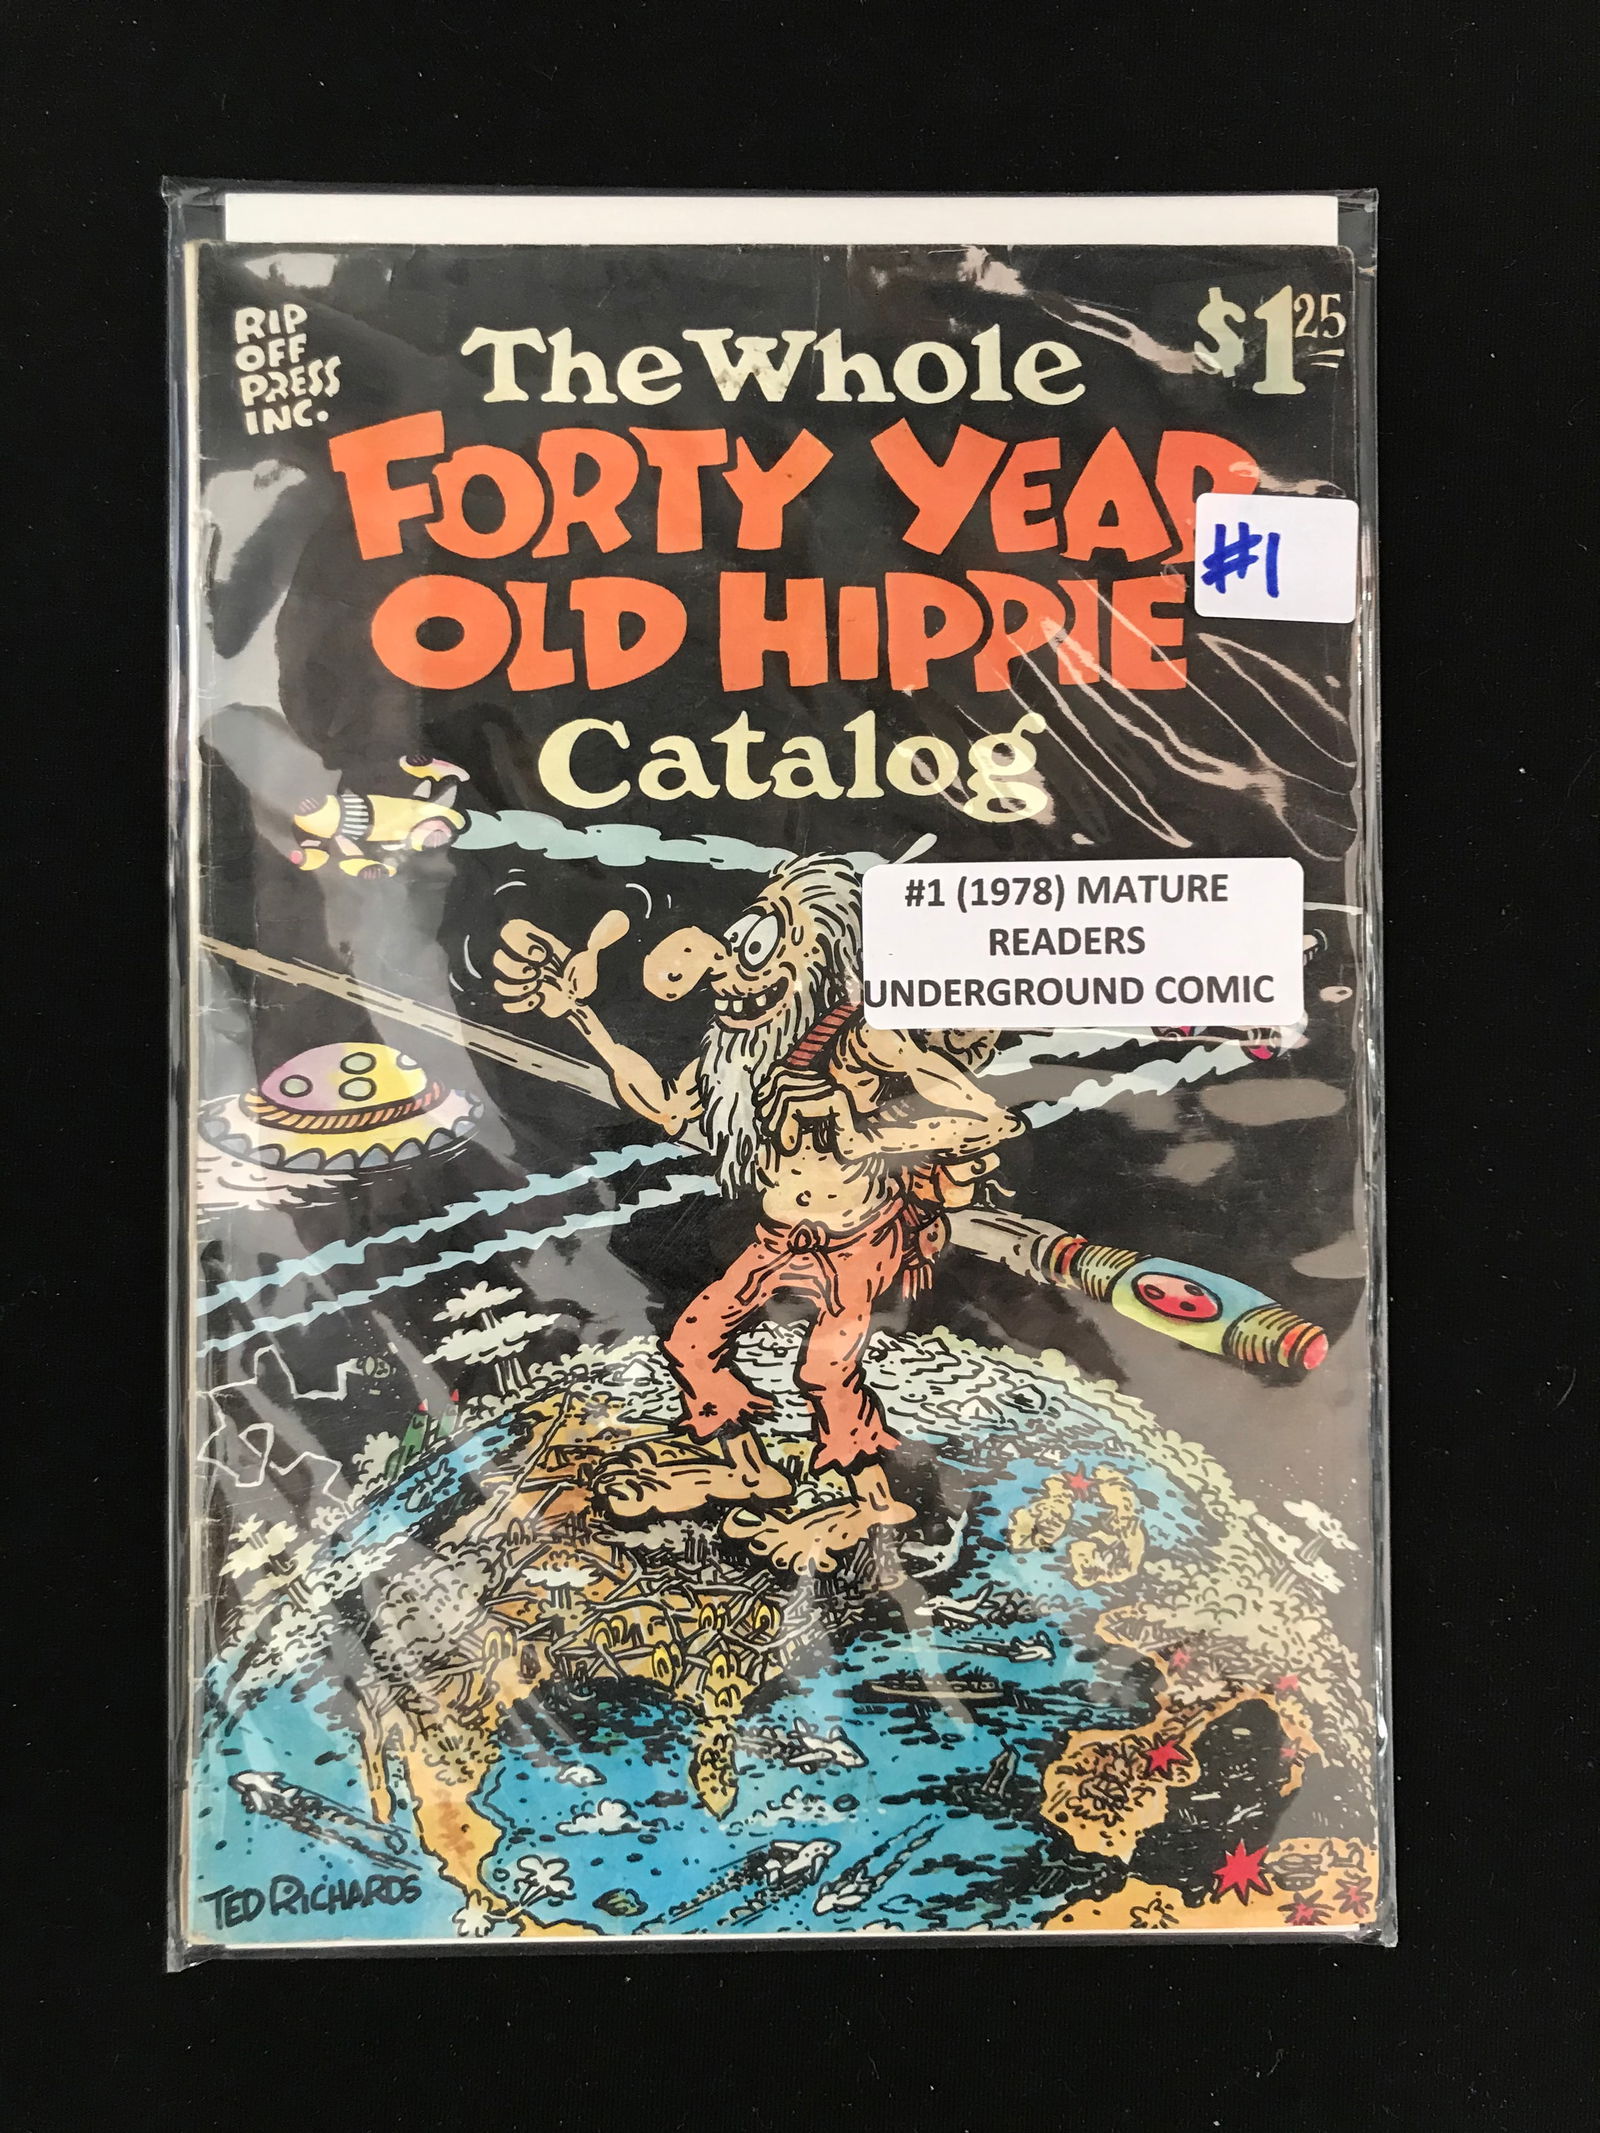 RIP
OFF
PRESS
INC.
$1.25
The Whole
FORTY YEAR
OLD HIPPIE
Catalog
#1
#1 (1978) MATURE
READERS
UNDERGROUND COMIC
TED RICHARDS